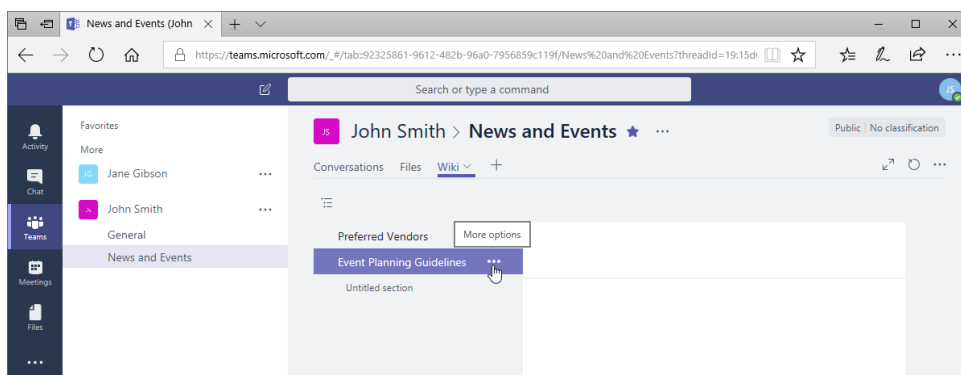 News and Events (John
https://teams.microsoft.com/_#/tab::92325861-9612-482b-96a0-7956859c119f/News%20and%20Events?threadId=19:15d
Search or type a command
JS
Activity
Chat
Teams
Meetings
Files
Favorites
More
JG Jane Gibson
JS John Smith
General
News and Events
JS John Smith > News and Events
Public No classification
Conversations Files Wiki
Preferred Vendors
More options
Event Planning Guidelines
Untitled section